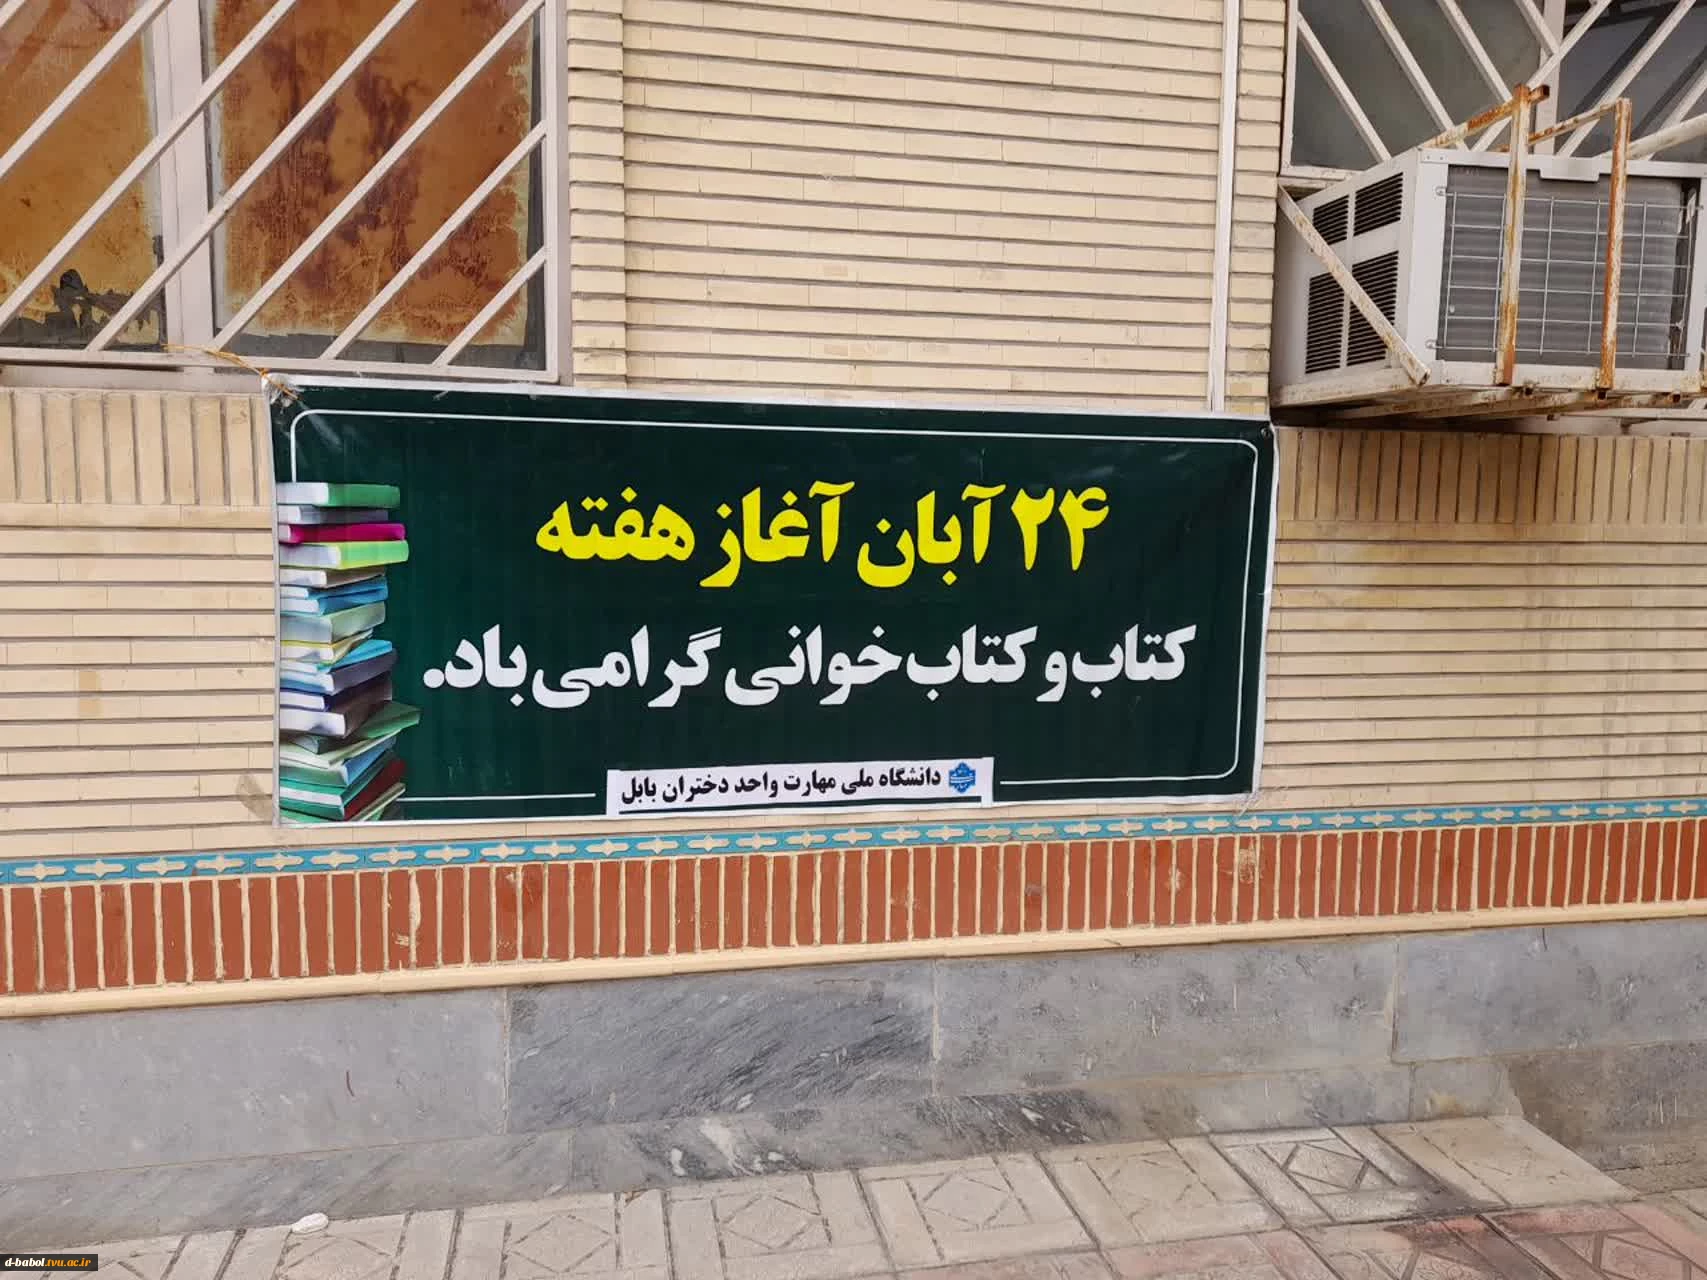 ۲۴ آبان آغاز هفته
کتاب و کتاب‌خوانی گرامی باد.
دانشگاه ملی مهارت واحد دختران بابل
d-babol.tvu.ac.ir